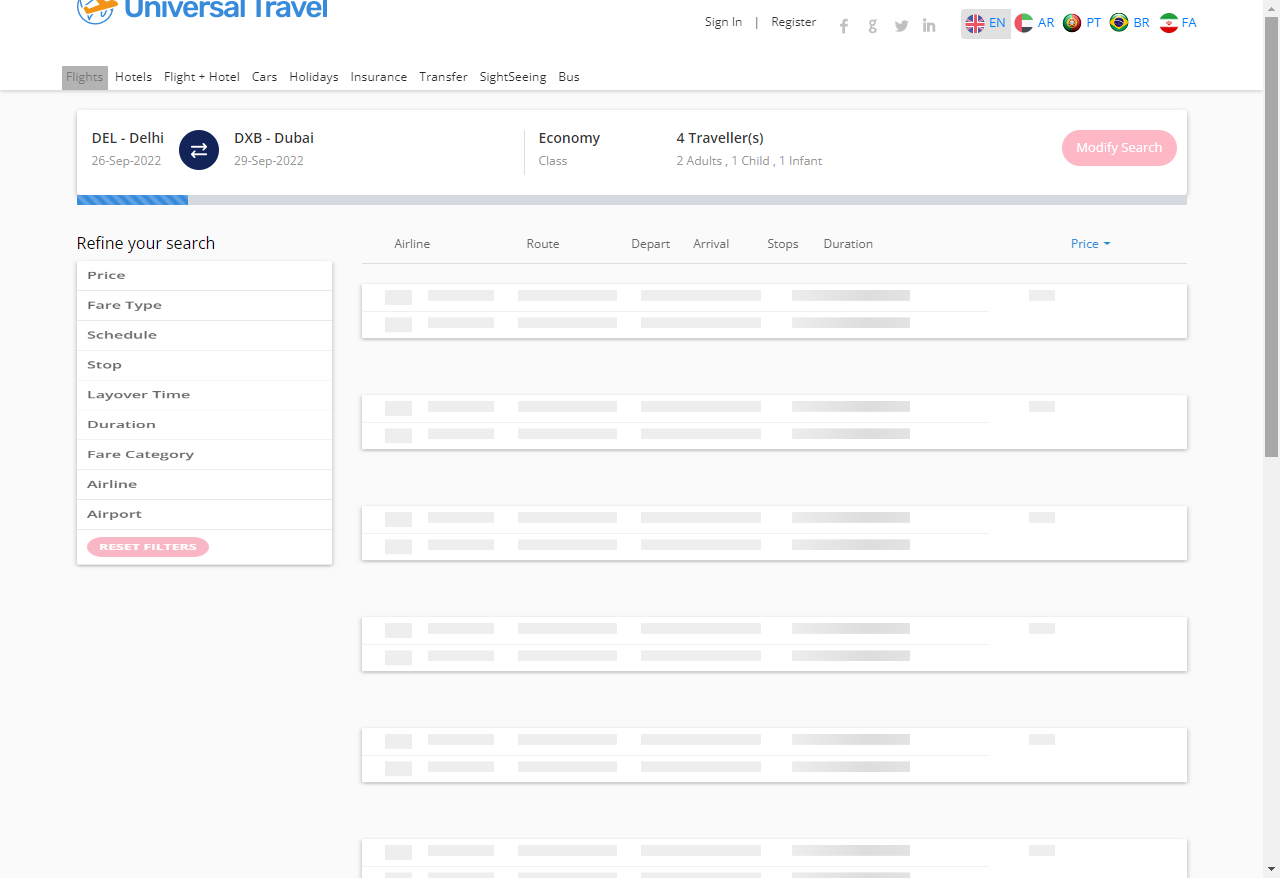 Universal Travel
Sign In | Register
EN AR PT BR FA
Flights Hotels Flight + Hotel Cars Holidays Insurance Transfer SightSeeing Bus
DEL - Delhi DXB - Dubai Economy 4 Traveller(s)
26-Sep-2022 29-Sep-2022 Class 2 Adults , 1 Child , 1 Infant
Modify Search
Refine your search
Airline Route Depart Arrival Stops Duration Price
Price
Fare Type
Schedule
Stop
Layover Time
Duration
Fare Category
Airline
Airport
RESET FILTERS